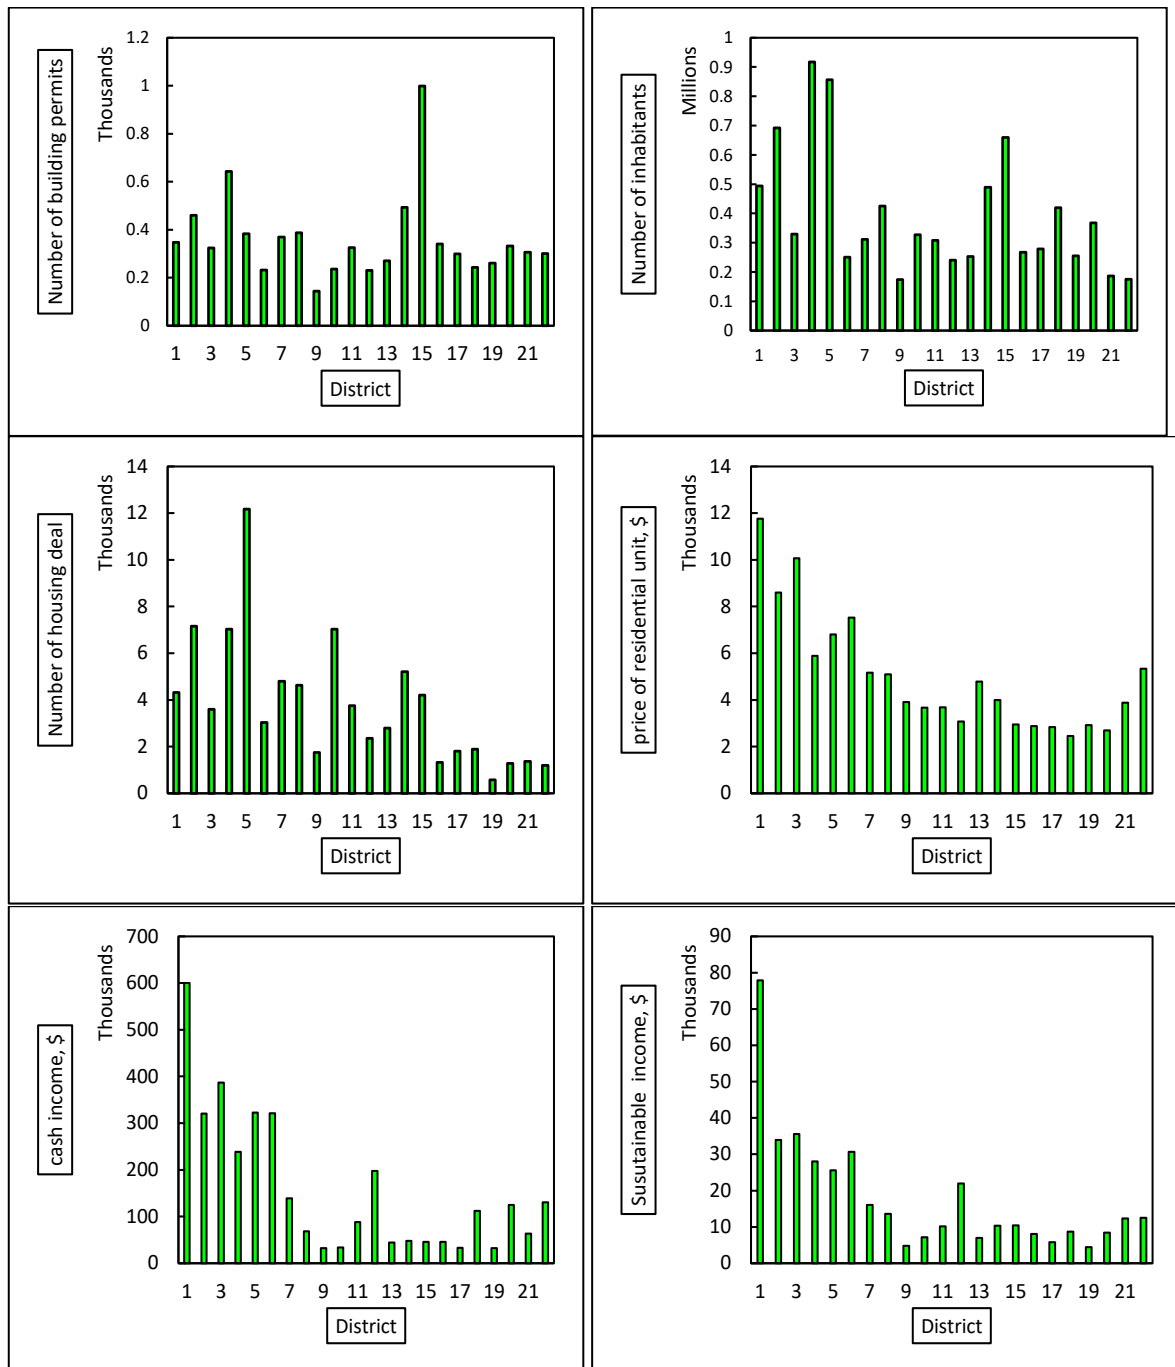 Number of building permits
Thousands
1.2
1
0.8
0.6
0.4
0.2
0
1 3 5 7 9 11 13 15 17 19 21
District
Number of inhabitants
Millions
1
0.9
0.8
0.7
0.6
0.5
0.4
0.3
0.2
0.1
0
1 3 5 7 9 11 13 15 17 19 21
District
Number of housing deal
Thousands
14
12
10
8
6
4
2
0
1 3 5 7 9 11 13 15 17 19 21
District
price of residential unit, $
Thousands
14
12
10
8
6
4
2
0
1 3 5 7 9 11 13 15 17 19 21
District
cash income, $
Thousands
700
600
500
400
300
200
100
0
1 3 5 7 9 11 13 15 17 19 21
District
Susutainable income, $
Thousands
90
80
70
60
50
40
30
20
10
0
1 3 5 7 9 11 13 15 17 19 21
District